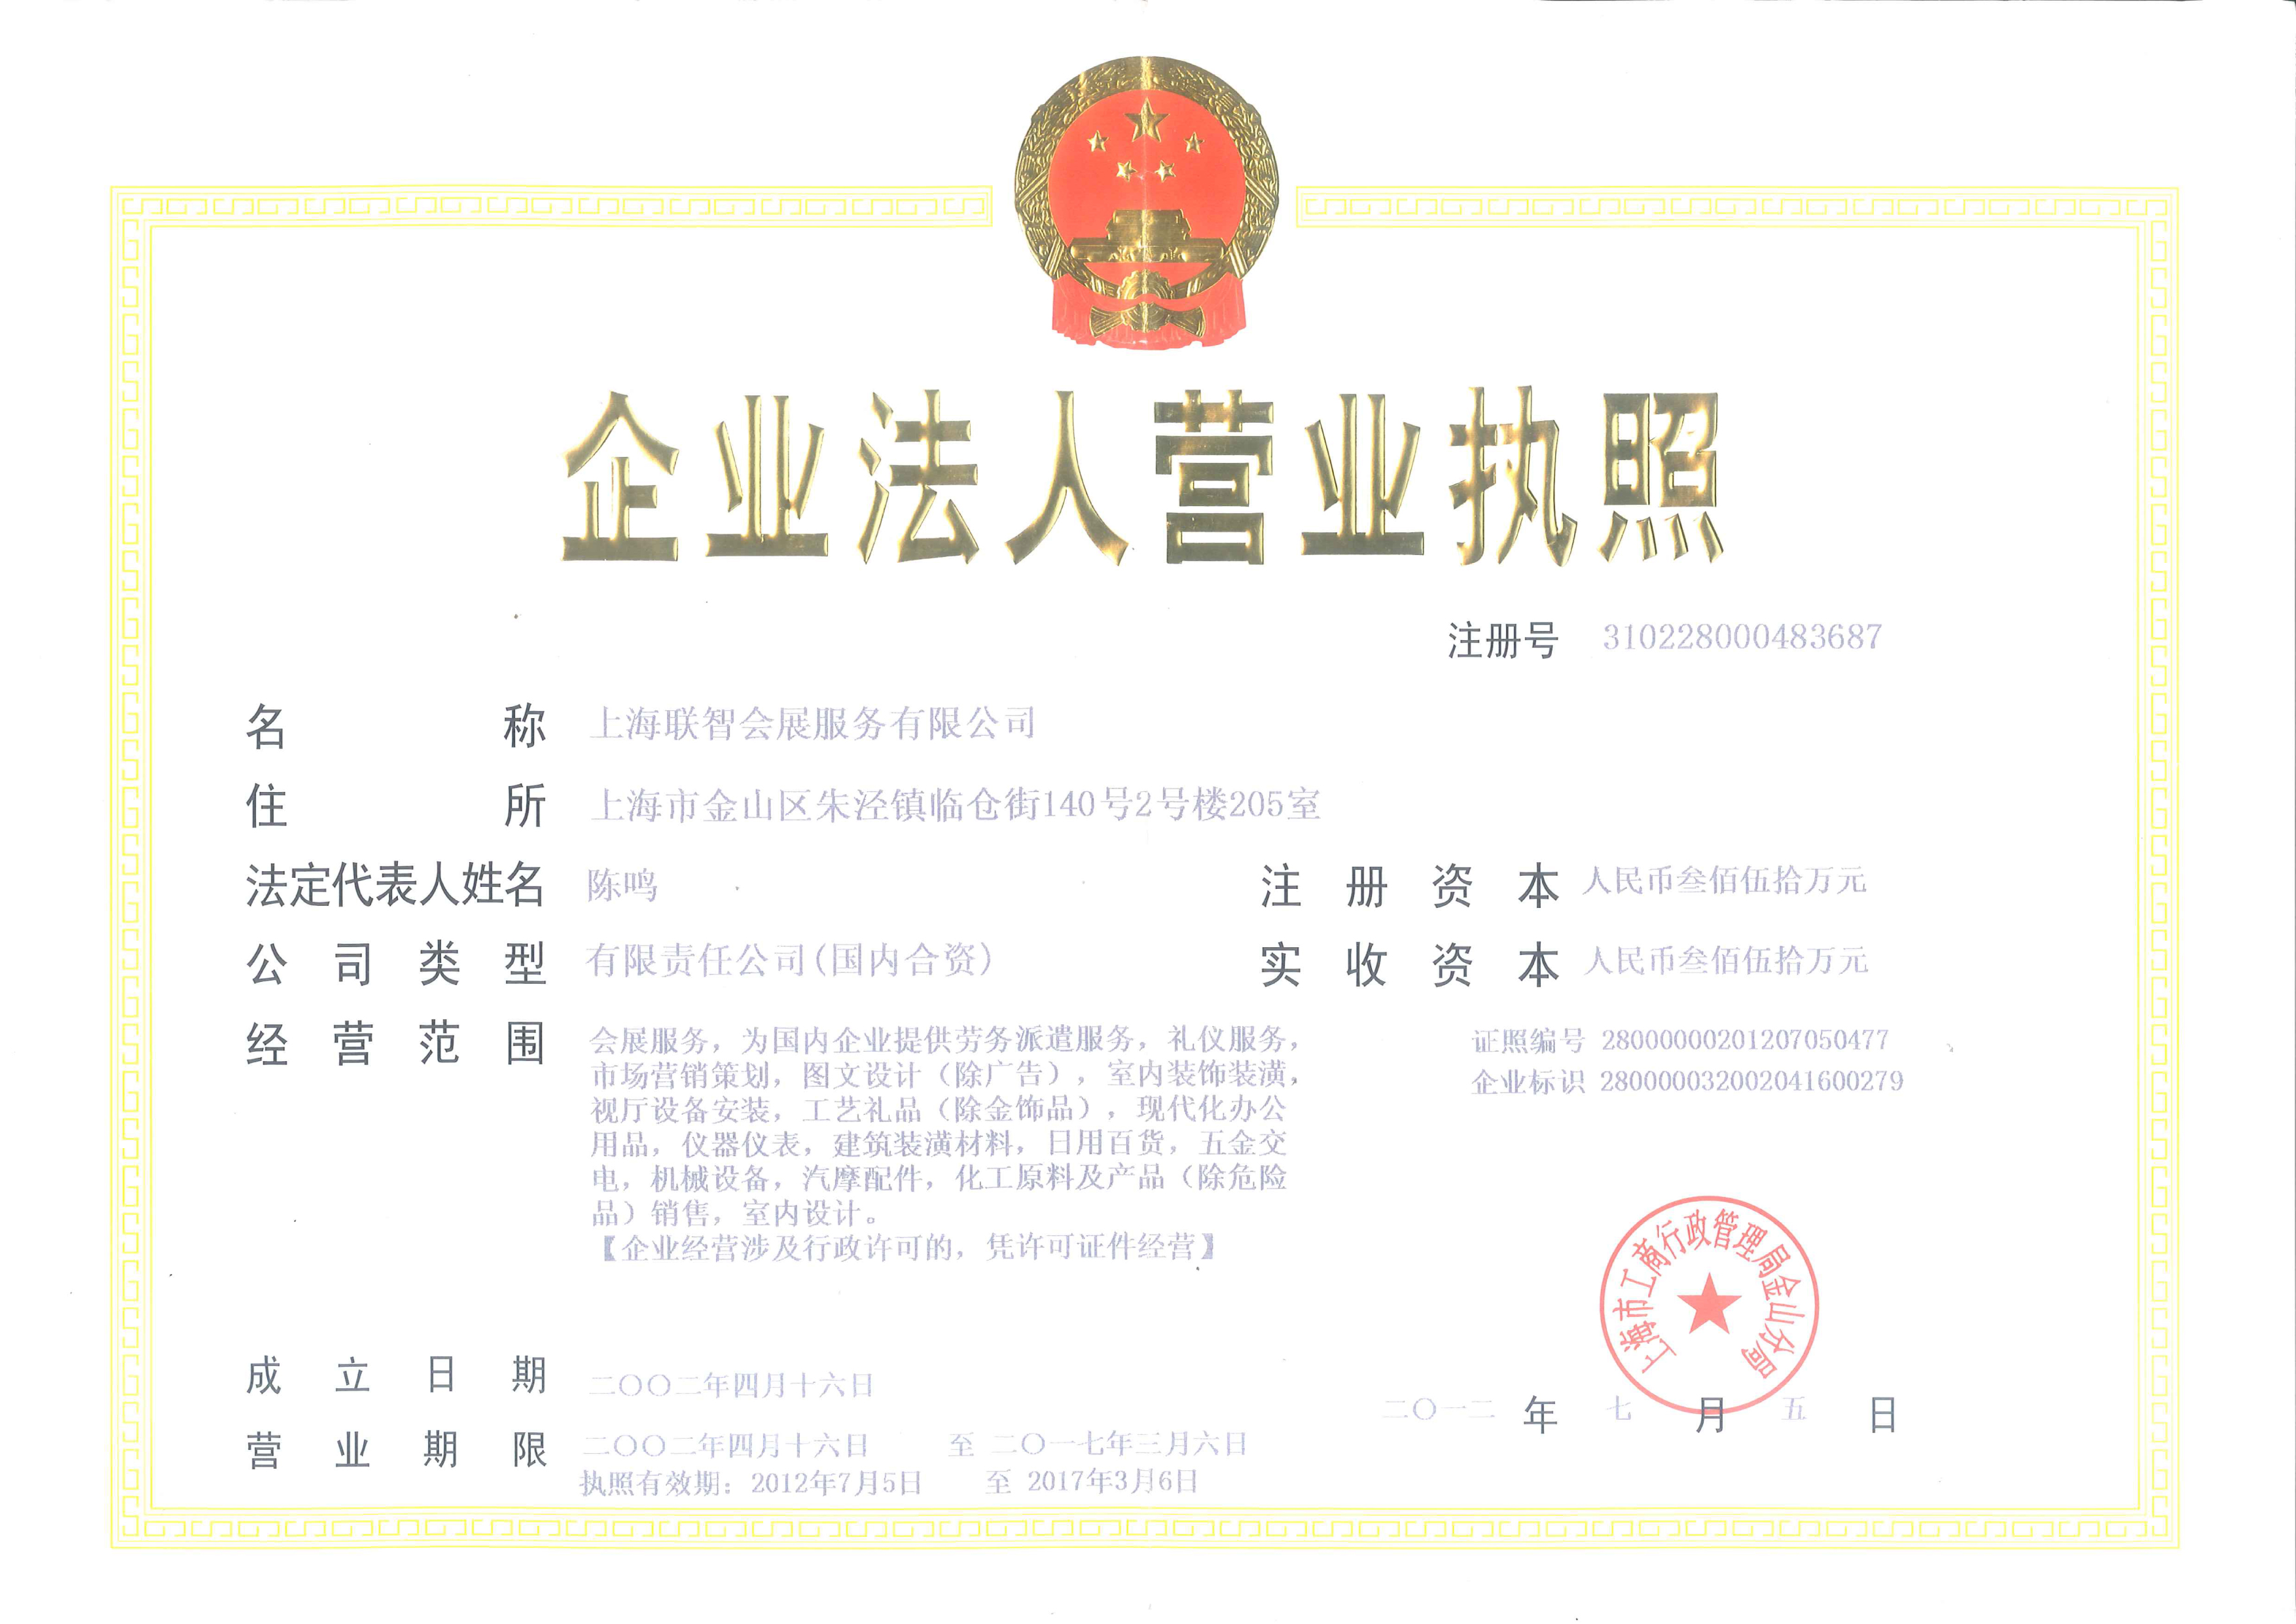 企业法人营业执照
注册号 310228000483687
名称 上海联智会展服务有限公司
住所 上海市金山区朱泾镇临仓街140号2号楼205室
法定代表人姓名 陈鸣
注册资本 人民币叁佰伍拾万元
公司类型 有限责任公司(国内合资)
实收资本 人民币叁佰伍拾万元
经营范围 会展服务，为国内企业提供劳务派遣服务，礼仪服务，
市场营销策划，图文设计（除广告），室内装饰装潢，
视厅设备安装，工艺礼品（除金饰品），现代化办公
用品，仪器仪表，建筑装潢材料，日用百货，五金交
电，机械设备，汽摩配件，化工原料及产品（除危险
品）销售，室内设计。
【企业经营涉及行政许可的，凭许可证件经营】
证照编号 28000000201207050477
企业标识 2800000320020416002​79
上海市工商行政管理局金山分局
成立日期 二〇〇二年四月十六日
二〇一二年七月五日
营业期限 二〇〇二年四月十六日 至 二〇一七年三月六日
执照有效期：2012年7月5日 至 2017年3月6日